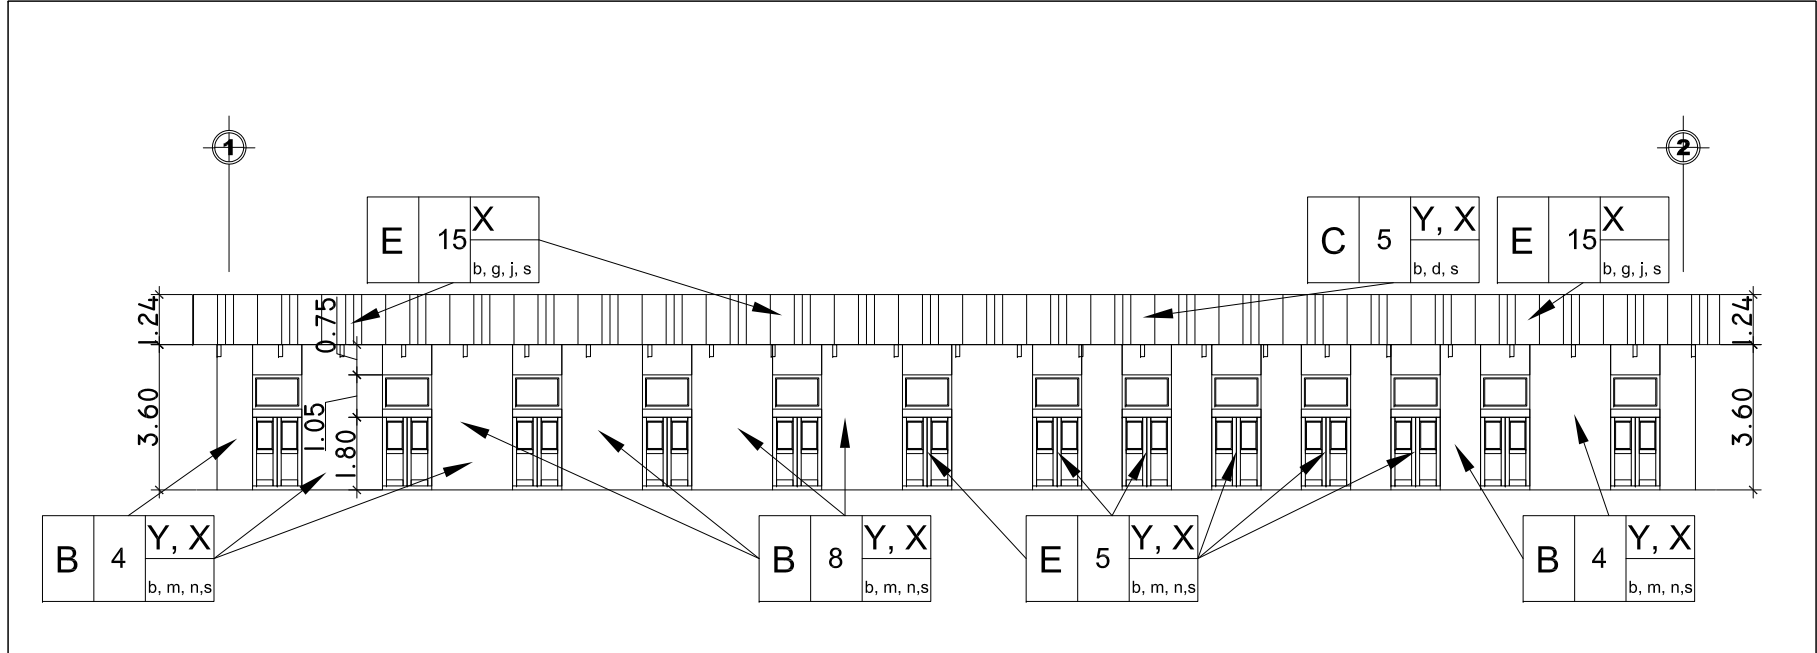 1
2
E 15 X
b, g, j, s
C 5 Y, X
b, d, s
E 15 X
b, g, j, s
1.24
0.75
1.24
3.60
1.05
1.80
3.60
B 4 Y, X
b, m, n,s
B 8 Y, X
b, m, n,s
E 5 Y, X
b, m, n,s
B 4 Y, X
b, m, n,s